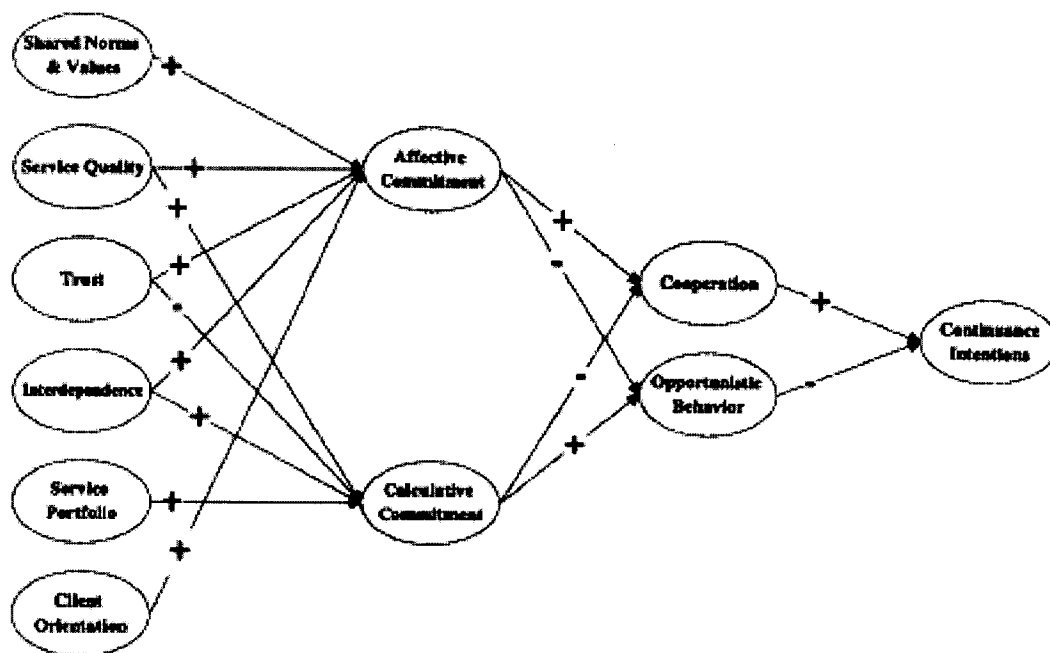 Shared Norms
& Values
+
Service Quality
+
+
Trust
+
-
Interdependence
+
+
Service
Portfolio
+
Client
Orientation
+
Affective
Commitment
+
-
Calculative
Commitment
-
+
Cooperation
+
Opportunistic
Behavior
-
Continuance
Intentions